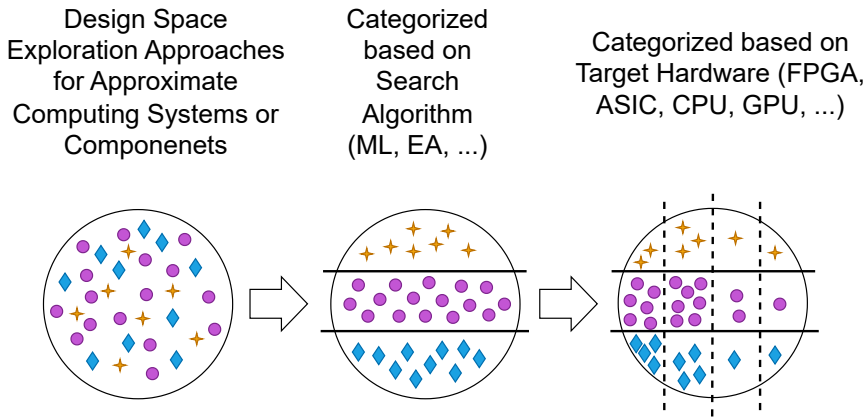 Design Space
Exploration Approaches
for Approximate
Computing Systems or
Componenets
Categorized
based on
Search
Algorithm
(ML, EA, ...)
Categorized based on
Target Hardware (FPGA,
ASIC, CPU, GPU, ...)